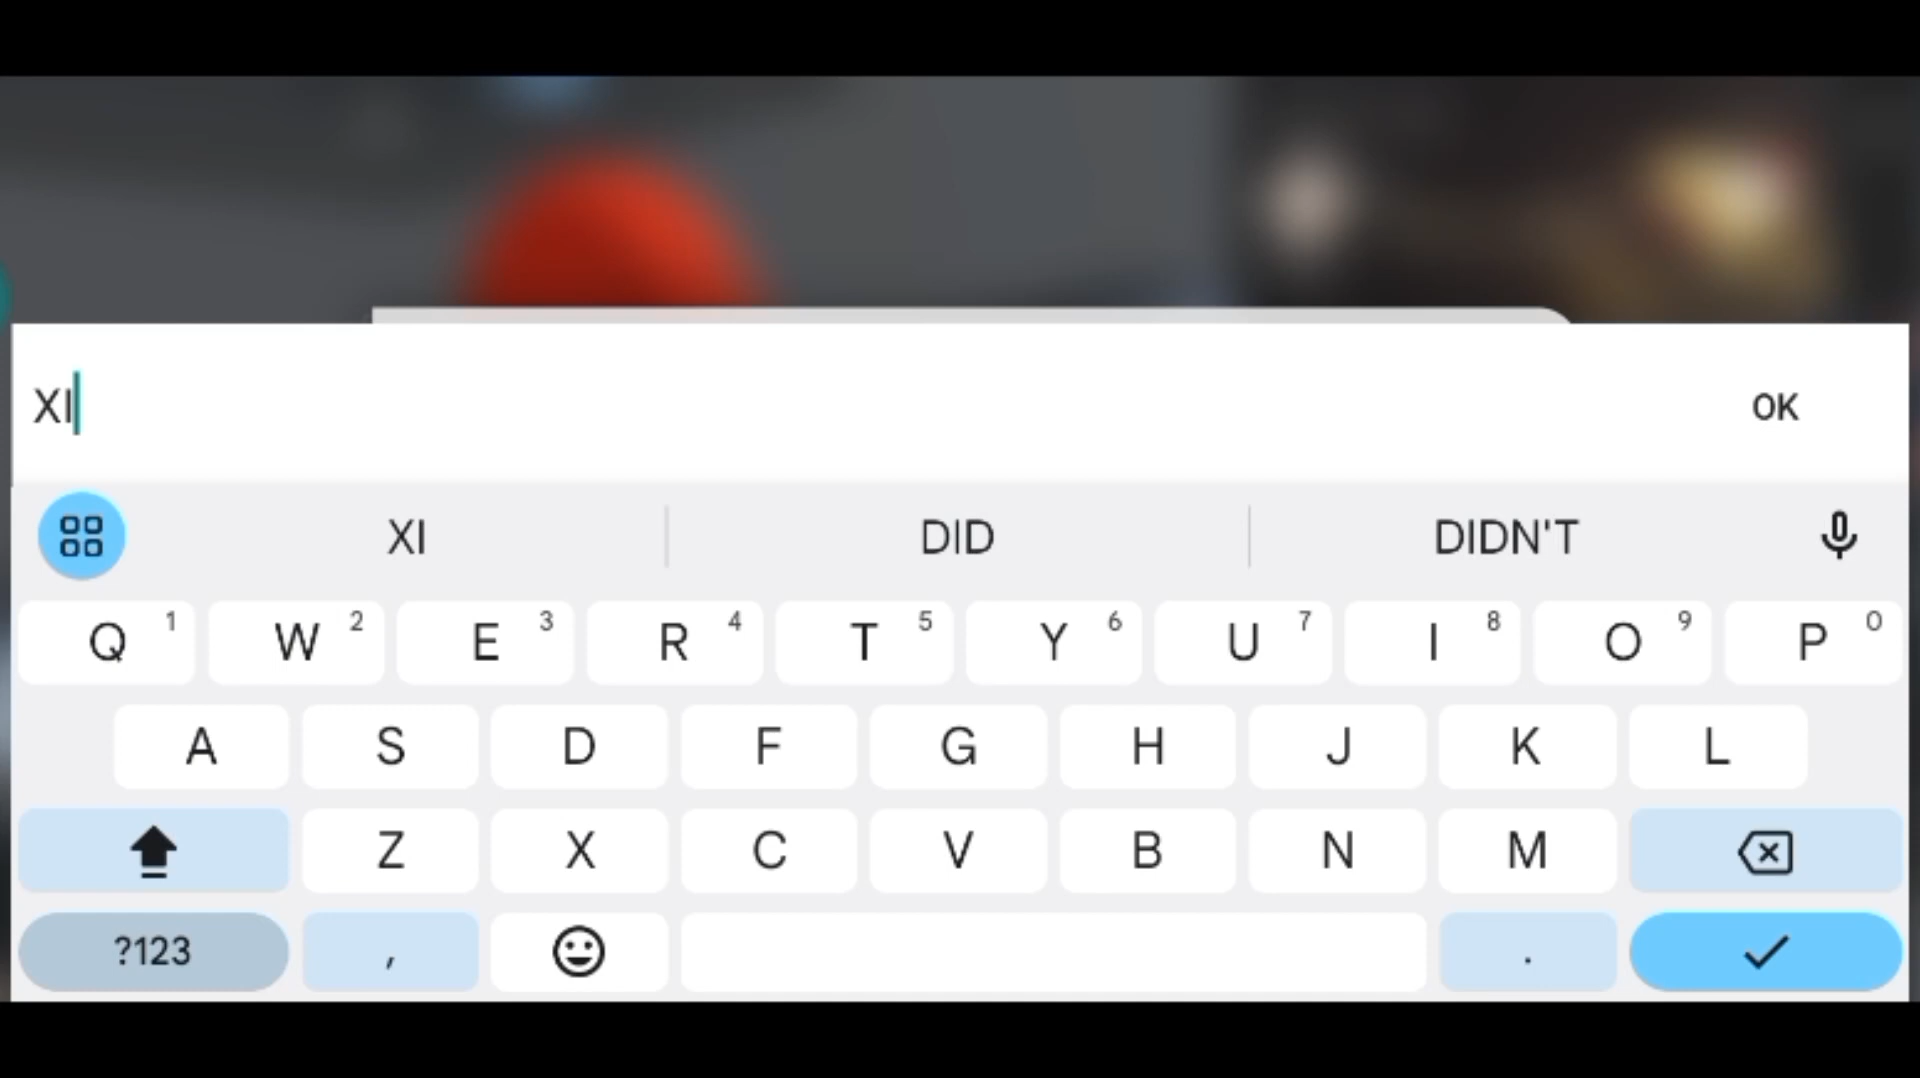 XI
OK
XI DID DIDN'T
Q 1 W 2 E 3 R 4 T 5 Y 6 U 7 I 8 O 9 P 0
A S D F G H J K L
Z X C V B N M
?123 , .